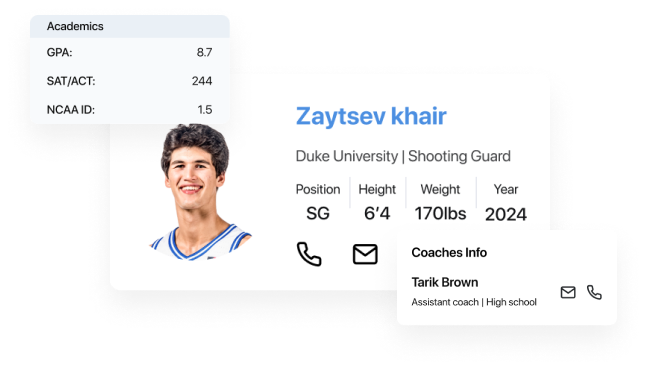 Academics
GPA: 8.7
SAT/ACT: 244
NCAA ID: 1.5
Zaytsev khair
Duke University | Shooting Guard
Position Height Weight Year
SG 6'4 170lbs 2024
Coaches Info
Tarik Brown
Assistant coach | High school